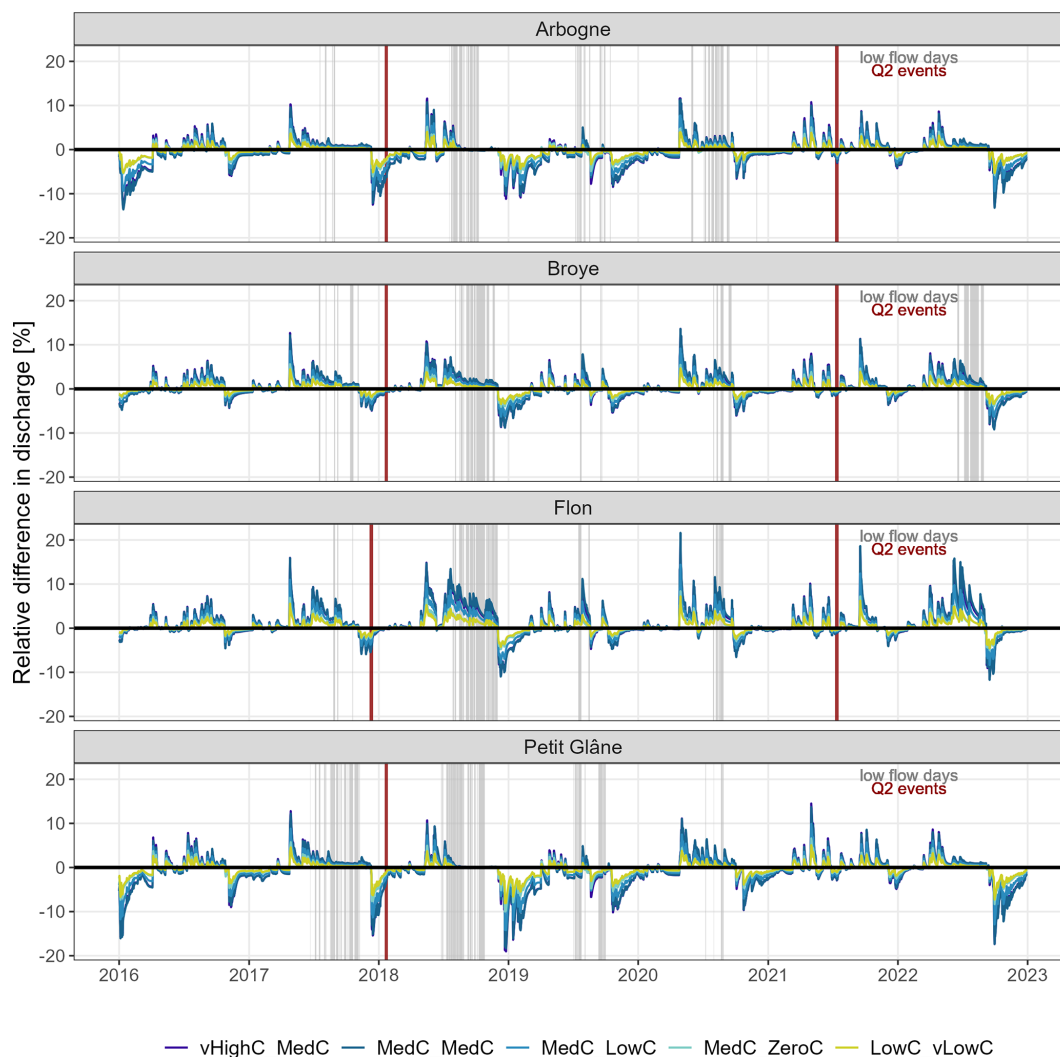 Arbogne
20
10
0
-10
-20
low flow days
Q2 events
Broye
20
10
0
-10
-20
low flow days
Q2 events
Relative difference in discharge [%]
Flon
20
10
0
-10
-20
low flow days
Q2 events
Petit Glâne
20
10
0
-10
-20
low flow days
Q2 events
2016 2017 2018 2019 2020 2021 2022 2023
vHighC_MedC MedC_MedC MedC_LowC MedC_ZeroC LowC_vLowC